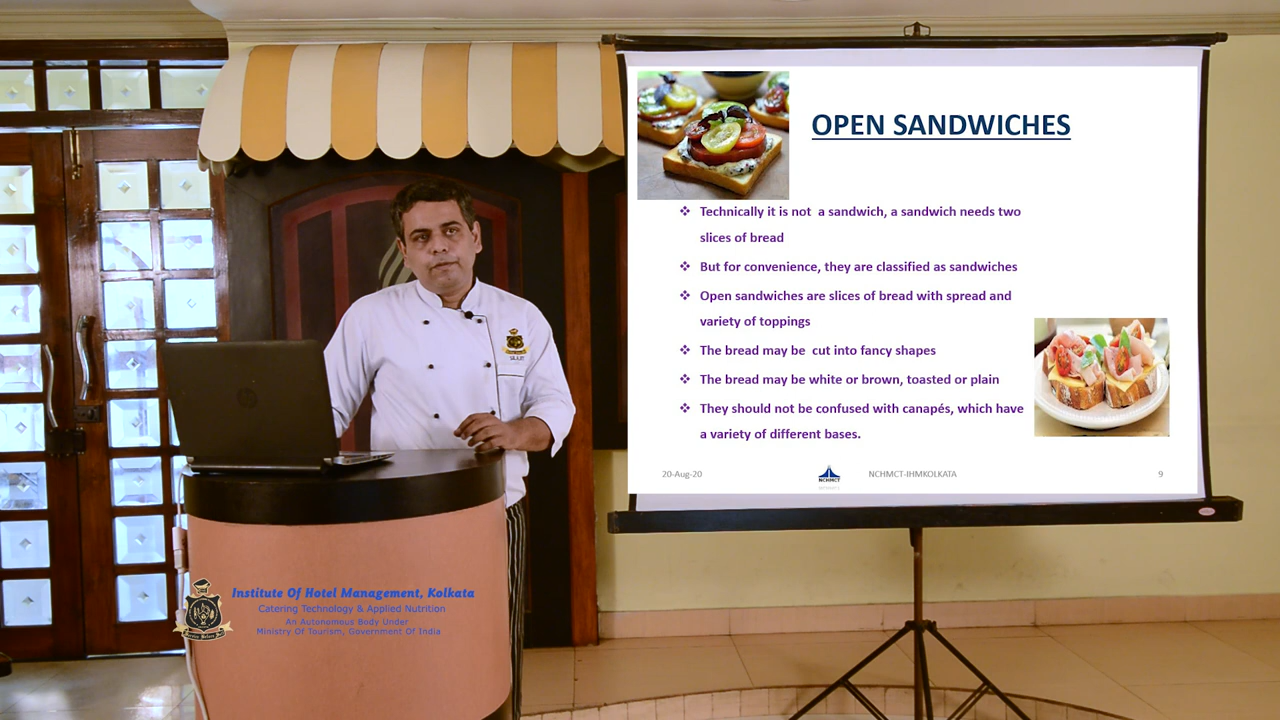 OPEN SANDWICHES
Technically it is not  a sandwich, a sandwich needs two
slices of bread
But for convenience, they are classified as sandwiches
Open sandwiches are slices of bread with spread and
variety of toppings
The bread may be  cut into fancy shapes
The bread may be white or brown, toasted or plain
They should not be confused with canapés, which have
a variety of different bases.
20-Aug-20
NCHMCT
NCHMCT-IHMKOLKATA
9
Institute Of Hotel Management, Kolkata
Catering Technology & Applied Nutrition
An Autonomous Body Under
Ministry Of Tourism, Government Of India